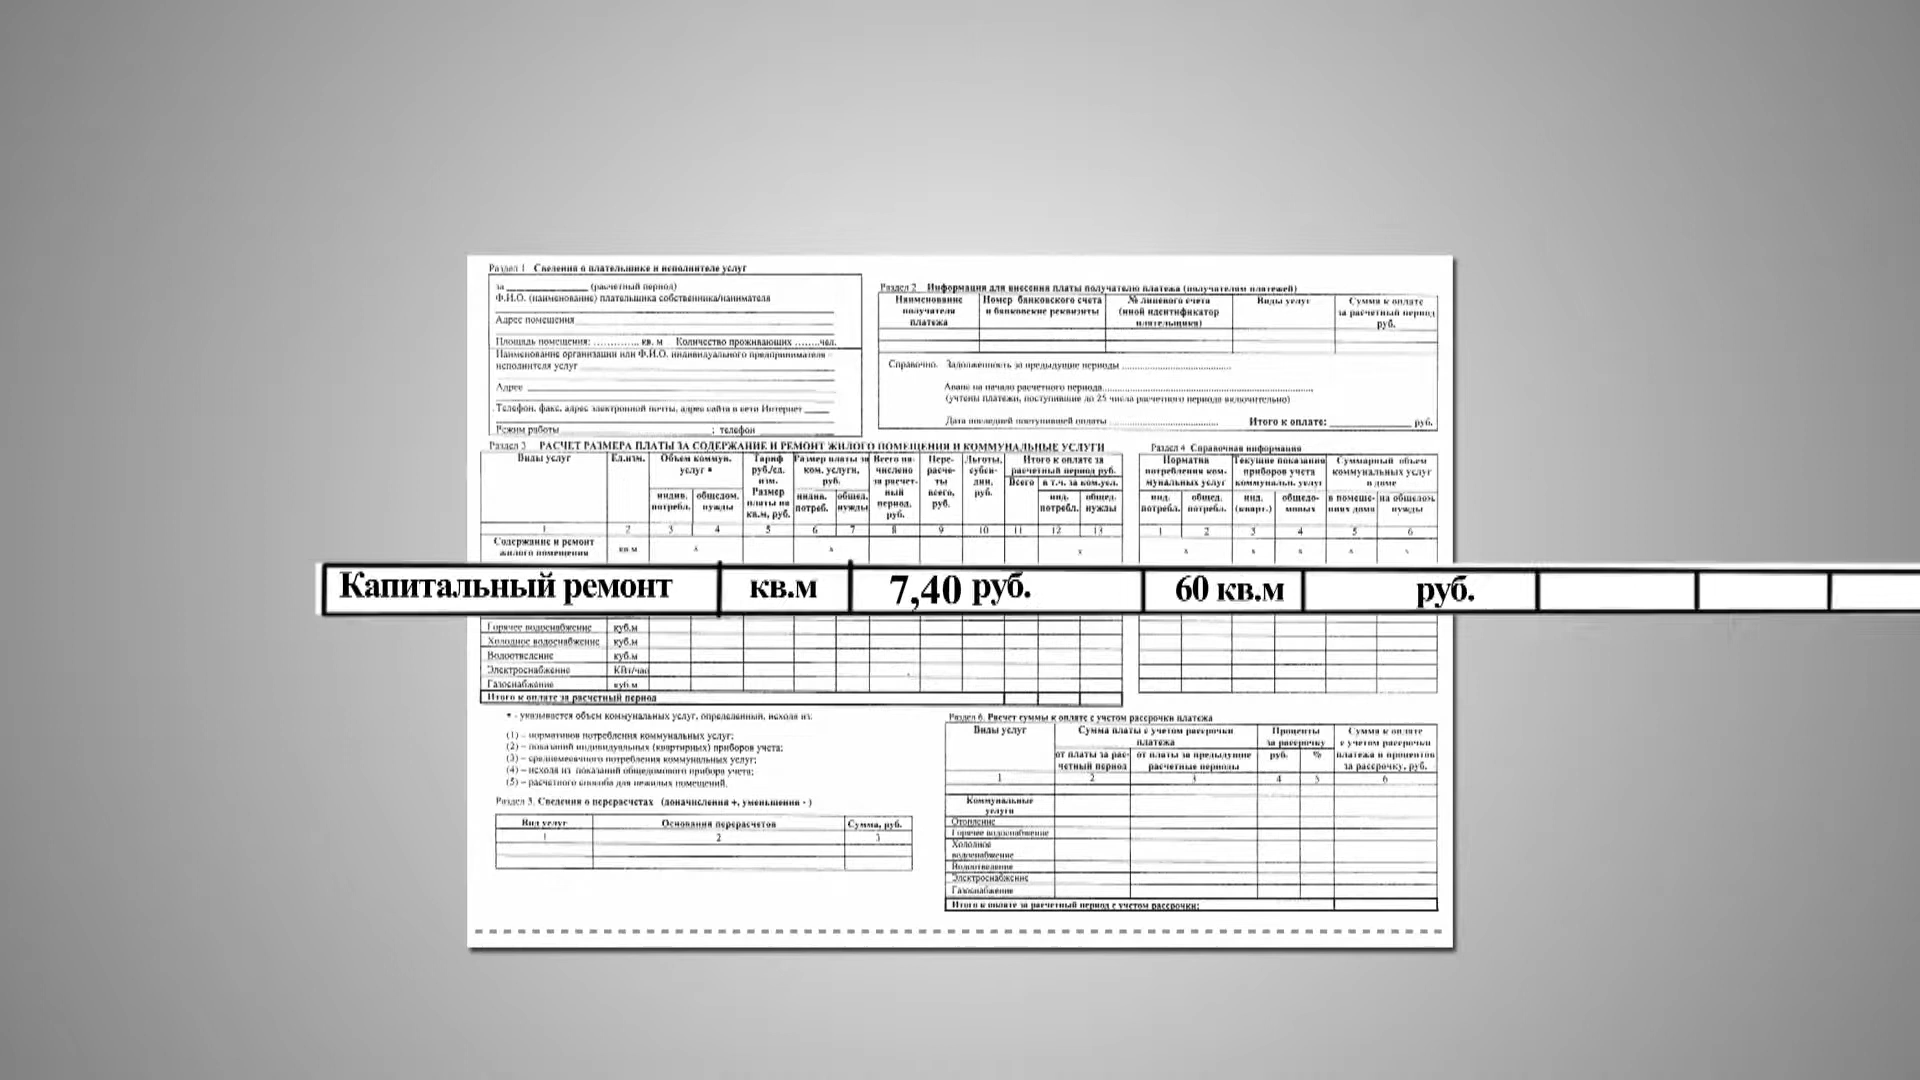 Раздел 1 Сведения о плательщике и исполнителе услуг
за (расчетный период)
Ф.И.О. (наименование) плательщика собственника/нанимателя
Адрес помещения
Площадь помещения: ............. кв. м Количество проживающих ........чел.
Наименование организации или Ф.И.О. индивидуального предпринимателя –
исполнителя услуг
Адрес
Телефон, факс, адрес электронной почты, адрес сайта в сети Интернет
Режим работы ; телефон
Раздел 2 Информация для внесения платы получателю платежа (получателям платежей)
Наименование получателя платежа
Номер банковского счета и банковские реквизиты
№ лицевого счета (иной идентификатор плательщика)
Виды услуг
Сумма к оплате за расчетный период руб.
Справочно. Задолженность за предыдущие периоды
Аванс на начало расчетного периода
(учтены платежи, поступившие до 25 числа расчетного периода включительно)
Дата последней поступившей оплаты Итого к оплате: руб.
Раздел 3 РАСЧЕТ РАЗМЕРА ПЛАТЫ ЗА СОДЕРЖАНИЕ И РЕМОНТ ЖИЛОГО ПОМЕЩЕНИЯ И КОММУНАЛЬНЫЕ УСЛУГИ
Виды услуг
Ед.изм.
Объем коммун. услуг *
индив. потребл.
общедом. нужды
Тариф руб/ед. изм. Размер платы на кв.м, руб.
Размер платы за ком. услуги, руб.
индив. потреб.
общед. нужды
Всего начислено за расчетный период, руб.
Перерасчеты всего, руб.
Льготы, субсидии, руб.
Итого к оплате за расчетный период руб.
Всего
в т.ч. за ком.усл.
инд. потребл.
общед. нужды
1 2 3 4 5 6 7 8 9 10 11 12 13
Содержание и ремонт жилого помещения кв.м x x x
Раздел 4 Справочная информация
Норматив потребления коммунальных услуг
инд. потребл.
общед. потребл.
Текущие показания приборов учета коммунальн. услуг
инд. (кварт.)
общедомовых
Суммарный объем коммунальных услуг в доме
в помещениях дома
на общедом. нужды
1 2 3 4 5 6
x x x x x x
Капитальный ремонт кв.м 7,40 руб. 60 кв.м руб.
Горячее водоснабжение куб.м
Холодное водоснабжение куб.м
Водоотведение куб.м
Электроснабжение КВт/час
Газоснабжение куб.м
Итого к оплате за расчетный период
* - указывается объем коммунальных услуг, определенный, исходя из:
(1) – нормативов потребления коммунальных услуг;
(2) – показаний индивидуальных (квартирных) приборов учета;
(3) – среднемесячного потребления коммунальных услуг;
(4) – исходя из показаний общедомового прибора учета;
(5) – расчетного способа для нежилых помещений.
Раздел 5. Сведения о перерасчетах (доначисления +, уменьшения - )
Вид услуг Основания перерасчетов Сумма, руб.
1 2 3
Раздел 6. Расчет суммы к оплате с учетом рассрочки платежа
Виды услуг
Сумма платы с учетом рассрочки платежа
от платы за расчетный период
от платы за предыдущие расчетные периоды
Проценты за рассрочку
руб. %
Сумма к оплате с учетом рассрочки платежа и процентов за рассрочку, руб.
1 2 3 4 5 6
Коммунальные услуги
Отопление
Горячее водоснабжение
Холодное водоснабжение
Водоотведение
Электроснабжение
Газоснабжение
Итого к оплате за расчетный период с учетом рассрочки: